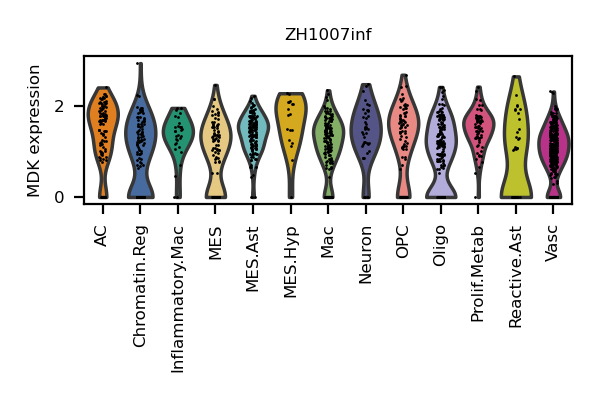 ZH1007inf
MDK expression
2
0
AC
Chromatin.Reg
Inflammatory.Mac
MES
MES.Ast
MES.Hyp
Mac
Neuron
OPC
Oligo
Prolif.Metab
Reactive.Ast
Vasc